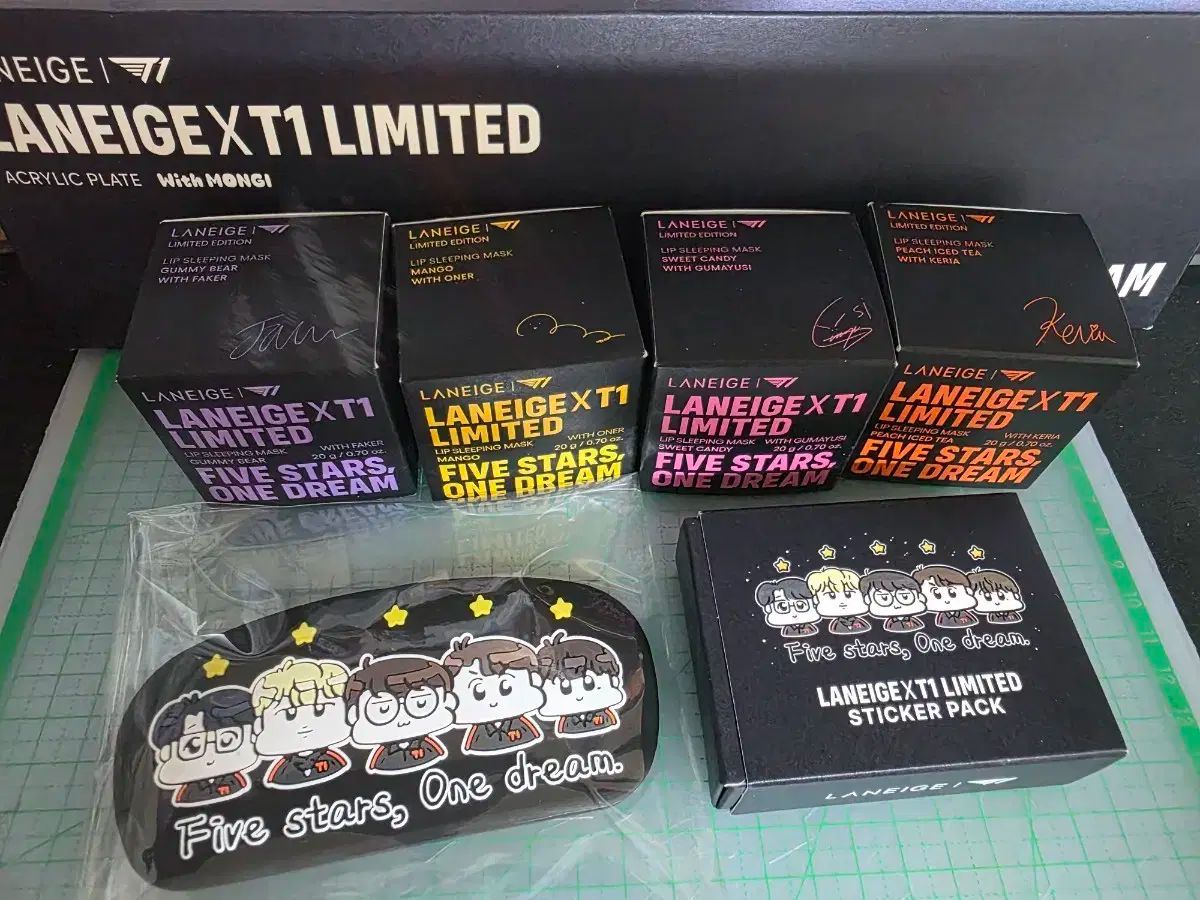 NEIGE | T1
LANEIGE X T1 LIMITED
ACRYLIC PLATE With MONGI
AM
LANEIGE | T1
LIMITED EDITION
LIP SLEEPING MASK
GUMMY BEAR
WITH FAKER
LANEIGE | T1
LANEIGE X T1
LIMITED
WITH FAKER
LIP SLEEPING MASK 20 g / 0.70 oz.
GUMMY BEAR
FIVE STARS,
ONE DREAM
LANEIGE | T1
LIMITED EDITION
LIP SLEEPING MASK
MANGO
WITH ONER
LANEIGE | T1
LANEIGE X T1
LIMITED
WITH ONER
LIP SLEEPING MASK 20 g / 0.70 oz.
MANGO
FIVE STARS,
ONE DREAM
LANEIGE | T1
LIMITED EDITION
LIP SLEEPING MASK
SWEET CANDY
WITH GUMAYUSI
LANEIGE | T1
LANEIGE X T1
LIMITED
LIP SLEEPING MASK WITH GUMAYUSI
SWEET CANDY 20 g / 0.70 oz.
FIVE STARS,
ONE DREAM
LANEIGE | T1
LIMITED EDITION
LIP SLEEPING MASK
PEACH ICED TEA
WITH KERIA
Keria
LANEIGE | T1
LANEIGE X T1
LIMITED
LIP SLEEPING MASK WITH KERIA
PEACH ICED TEA 20 g / 0.70 oz.
FIVE STARS,
ONE DREAM
T1
T1
Five stars, One dream.
Five stars, One dream.
LANEIGE X T1 LIMITED
STICKER PACK
LANEIGE | T1